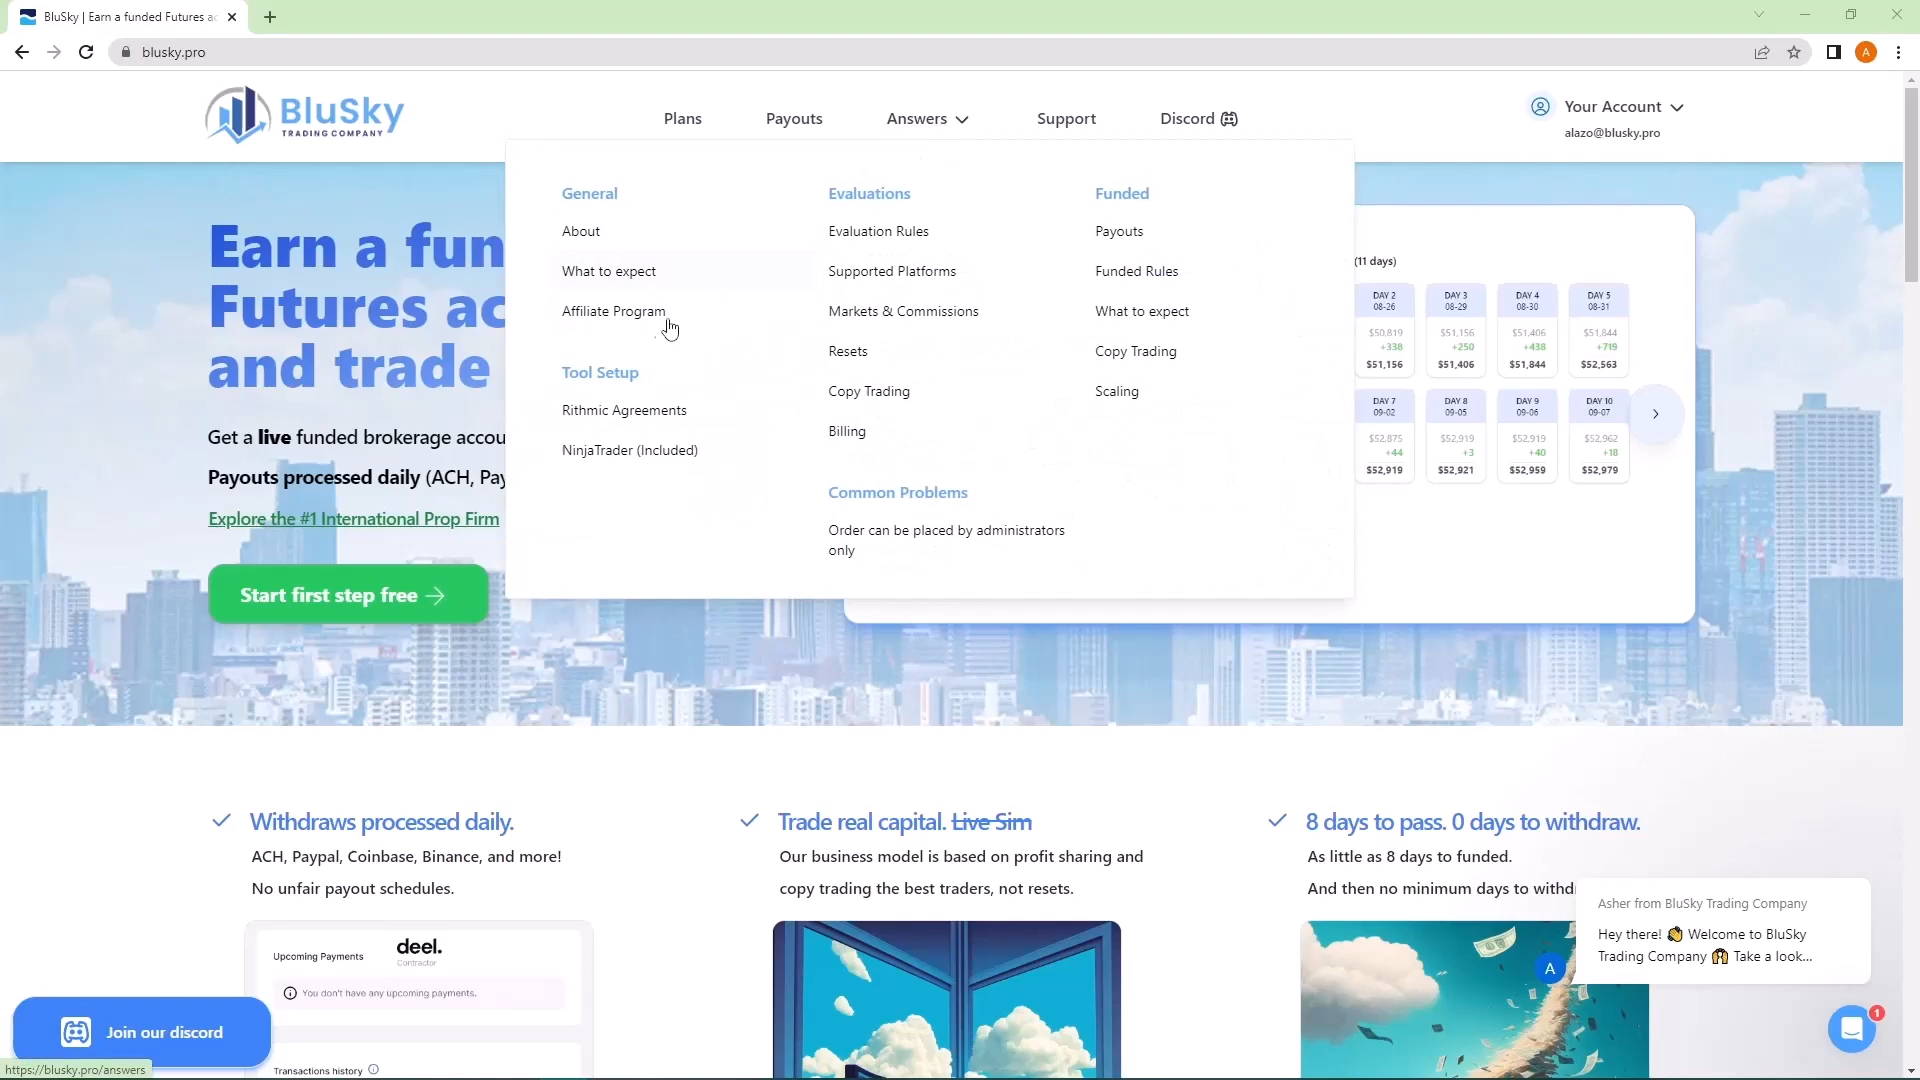 BluSky | Earn a funded Futures ac
blusky.pro
A
BluSky
TRADING COMPANY
Plans
Payouts
Answers
Support
Discord
Your Account
alazo@blusky.pro
General
About
What to expect
Affiliate Program
Tool Setup
Rithmic Agreements
NinjaTrader (Included)
Evaluations
Evaluation Rules
Supported Platforms
Markets & Commissions
Resets
Copy Trading
Billing
Common Problems
Order can be placed by administrators
only
Funded
Payouts
Funded Rules
What to expect
Copy Trading
Scaling
Earn a fun
Futures ac
and trade
Get a live funded brokerage accou
Payouts processed daily (ACH, Pay
Explore the #1 International Prop Firm
Start first step free
(11 days)
DAY 2
08-26
$50,819
+338
$51,156
DAY 3
08-29
$51,156
+250
$51,406
DAY 4
08-30
$51,406
+438
$51,844
DAY 5
08-31
$51,844
+719
$52,563
DAY 7
09-02
$52,875
+44
$52,919
DAY 8
09-05
$52,919
+3
$52,921
DAY 9
09-06
$52,919
+40
$52,959
DAY 10
09-07
$52,962
+18
$52,979
Withdraws processed daily.
ACH, Paypal, Coinbase, Binance, and more!
No unfair payout schedules.
Trade real capital. Live Sim
Our business model is based on profit sharing and
copy trading the best traders, not resets.
8 days to pass. 0 days to withdraw.
As little as 8 days to funded.
And then no minimum days to withd
Upcoming Payments
deel.
Contractor
You don't have any upcoming payments.
Transactions history
Asher from BluSky Trading Company
Hey there! 👋 Welcome to BluSky
Trading Company 🙌 Take a look...
A
1
Join our discord
https://blusky.pro/answers